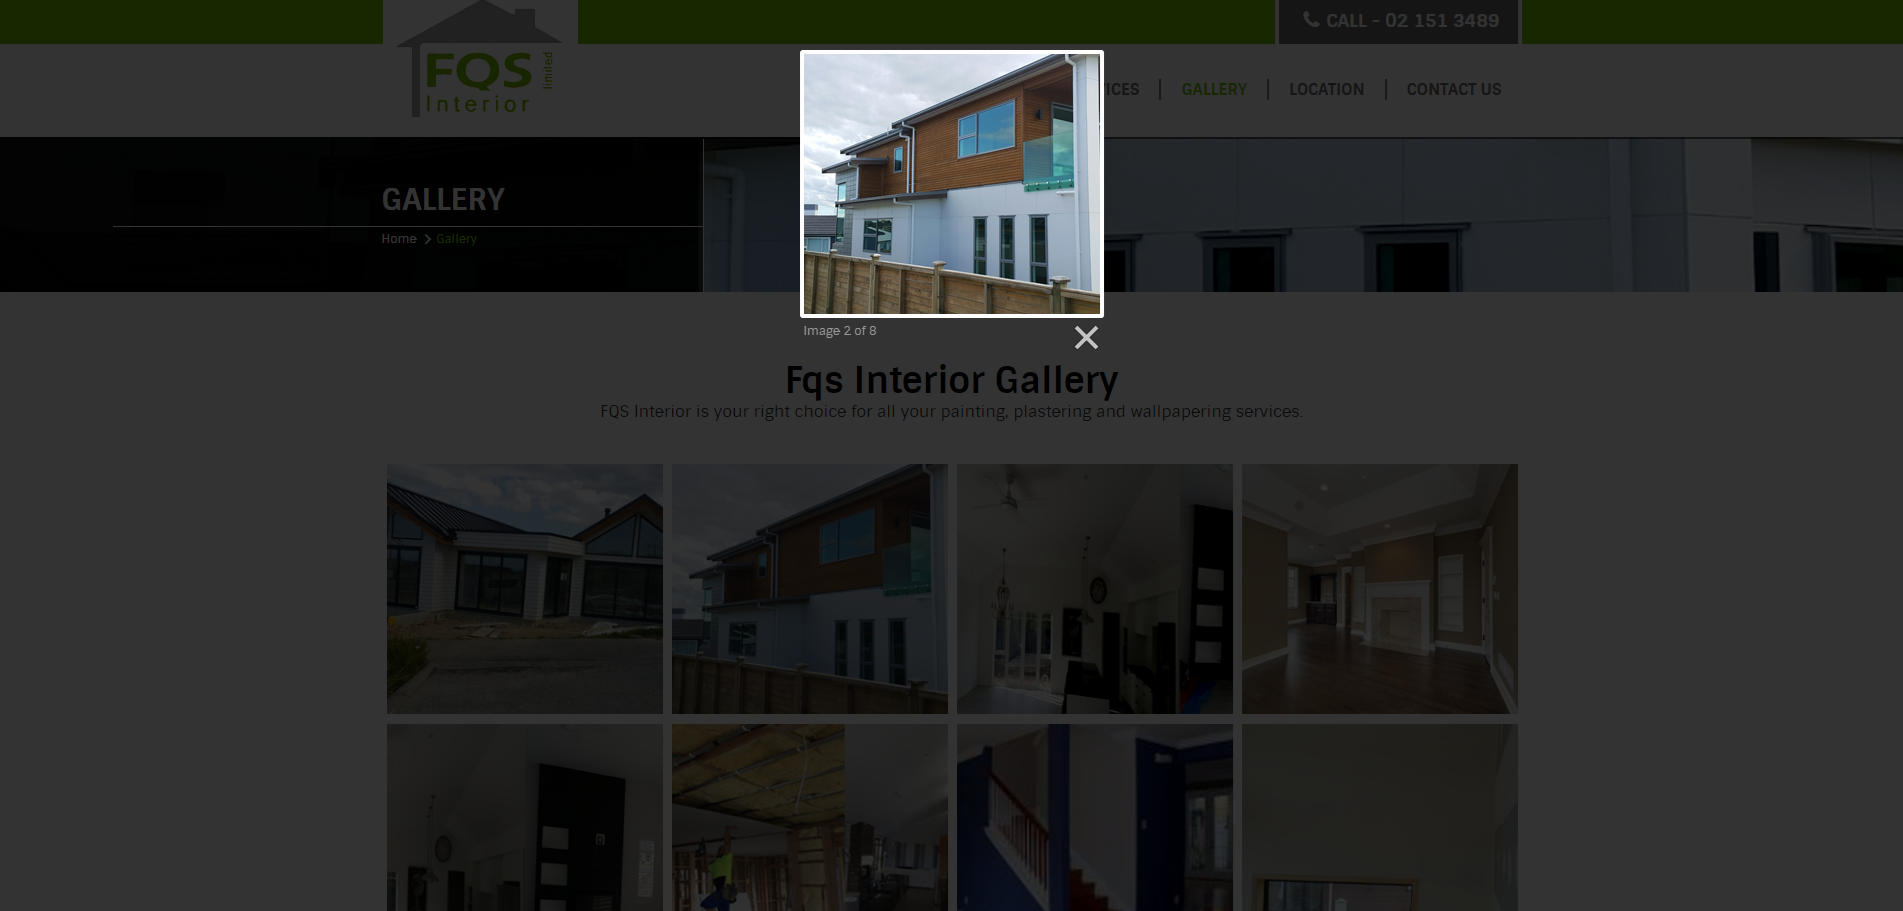 CALL - 02 151 3489
FQS
limited
Interior
ICES
GALLERY
LOCATION
CONTACT US
GALLERY
Home
Gallery
Image 2 of 8
Fqs Interior Gallery
FQS Interior is your right choice for all your painting, plastering and wallpapering services.